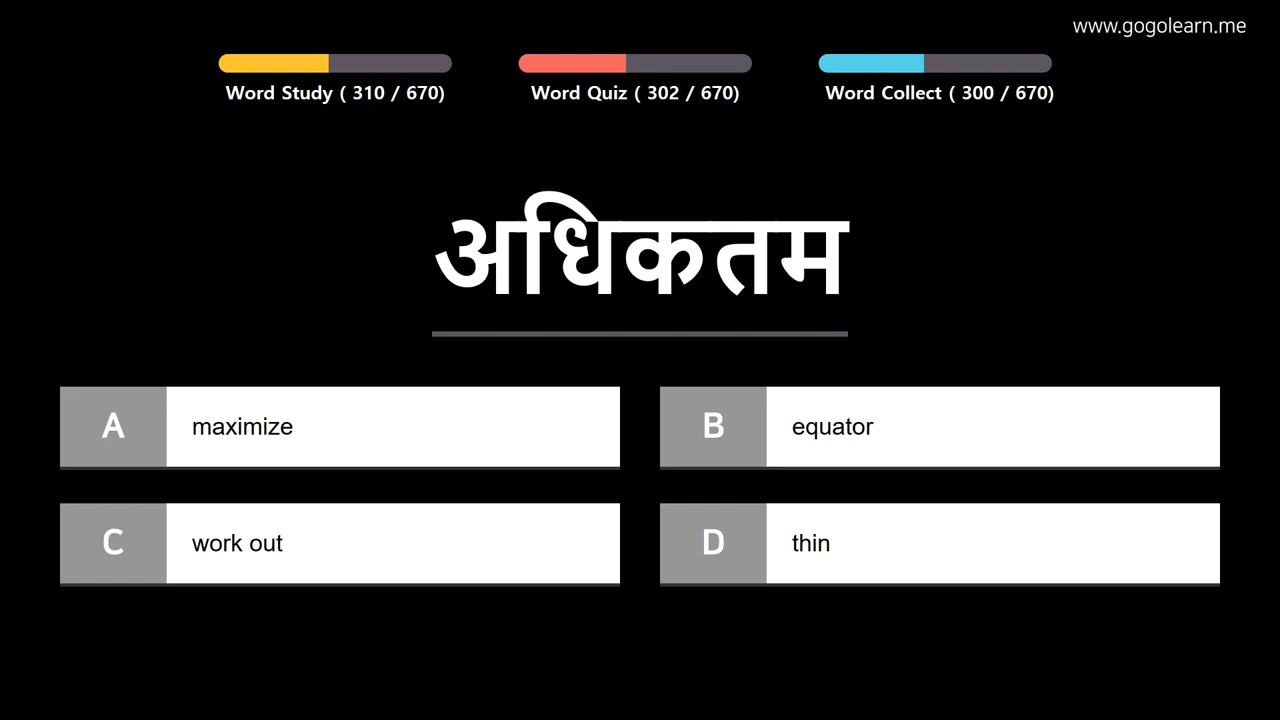 www.gogolearn.me
Word Study ( 310 / 670)
Word Quiz ( 302 / 670)
Word Collect ( 300 / 670)
अधिकतम
A maximize
B equator
C work out
D thin